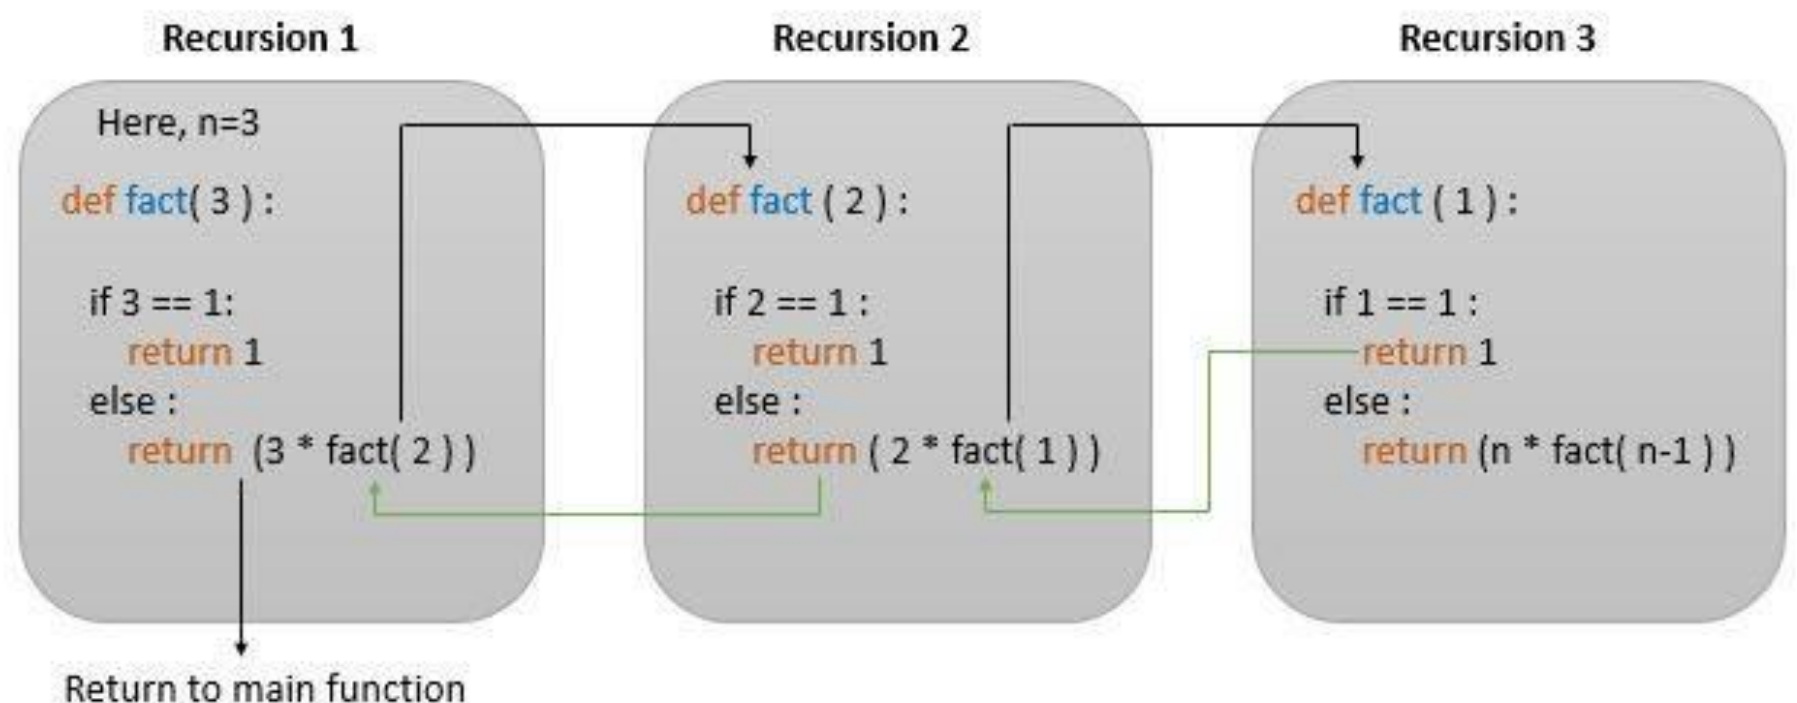 Recursion 1
Here, n=3
def fact( 3 ) :
if 3 == 1:
return 1
else :
return (3 * fact( 2 ) )
Return to main function
Recursion 2
def fact ( 2 ) :
if 2 == 1 :
return 1
else :
return ( 2 * fact( 1 ) )
Recursion 3
def fact ( 1 ) :
if 1 == 1 :
return 1
else :
return (n * fact( n-1 ) )